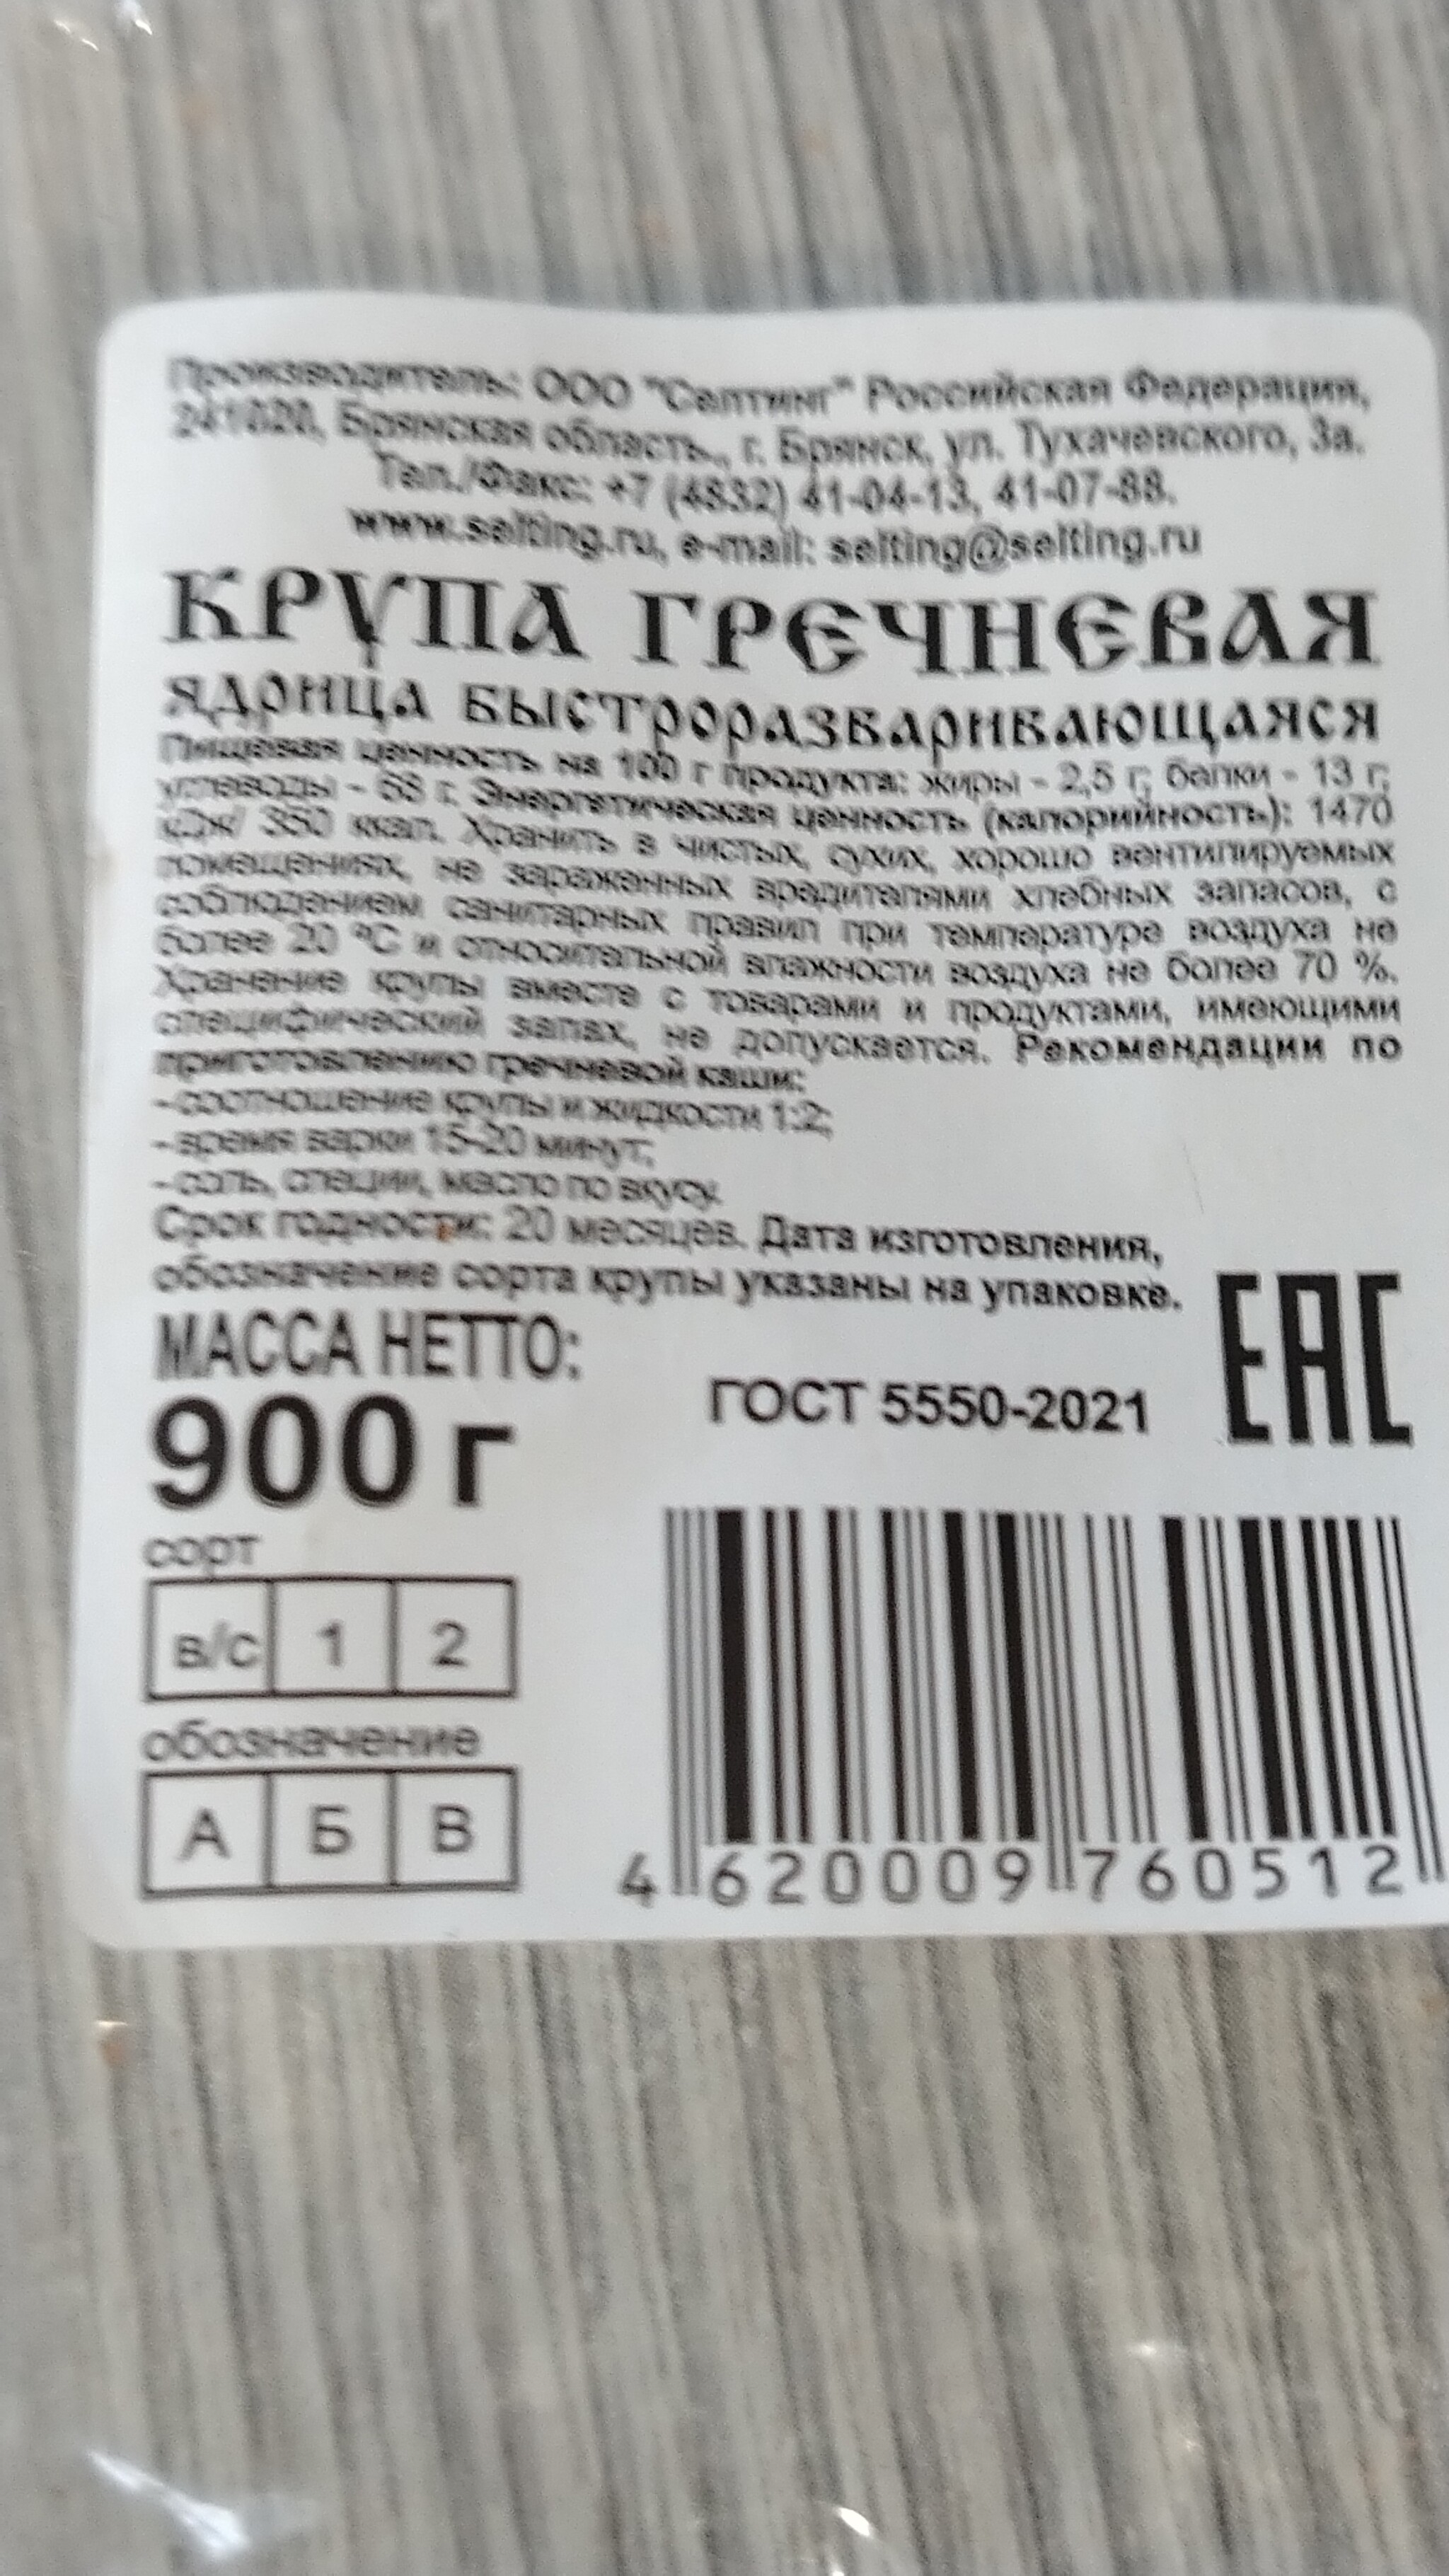 Производитель: ООО "Селтинг" Российская Федерация,
241020, Брянская область., г. Брянск, ул. Тухачевского, 3а.
Тел./Факс: +7 (4832) 41-04-13, 41-07-88.
www.selting.ru, e-mail: selting@selting.ru
КРУПА ГРЕЧНЕВАЯ
ЯДРИЦА БЫСТРОРАЗВАРИВАЮЩАЯСЯ
Пищевая ценность на 100 г продукта: жиры - 2,5 г; белки - 13 г;
углеводы - 68 г. Энергетическая ценность (калорийность): 1470
кДж/ 350 ккал. Хранить в чистых, сухих, хорошо вентилируемых
помещениях, не зараженных вредителями хлебных запасов, с
соблюдением санитарных правил при температуре воздуха не
более 20 °С и относительной влажности воздуха не более 70 %.
Хранение крупы вместе с товарами и продуктами, имеющими
специфический запах, не допускается. Рекомендации по
приготовлению гречневой каши:
- соотношение крупы и жидкости 1:2;
- время варки 15-20 минут;
- соль, специи, масло по вкусу.
Срок годности: 20 месяцев. Дата изготовления,
обозначение сорта крупы указаны на упаковке.
МАССА НЕТТО:
900 г
ГОСТ 5550-2021
EAC
сорт
в/с 1 2
обозначение
А Б В
4 620009 760512